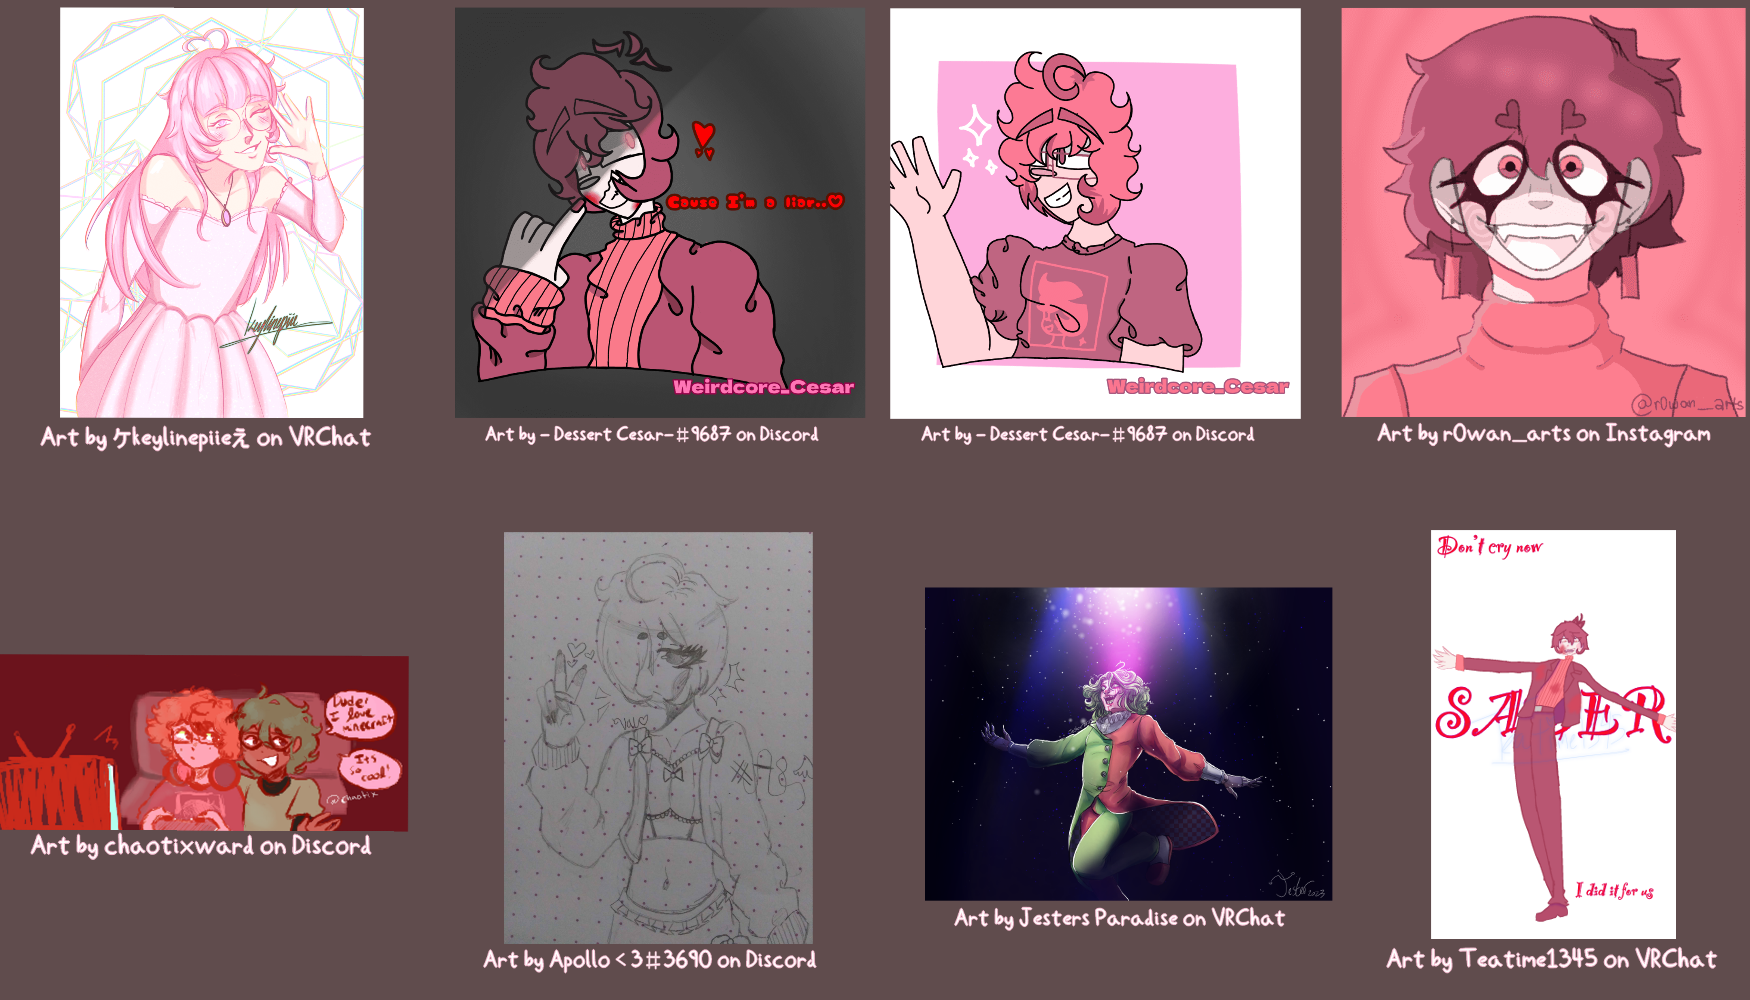 keylinepiie
Art by ケkeylinepiieえ on VRChat
Cause I'm a liar..
Weirdcore_Cesar
Art by - Dessert Cesar-#9687 on Discord
Weirdcore_Cesar
Art by - Dessert Cesar-#9687 on Discord
@r0wan_arts
Art by r0wan_arts on Instagram
Dude!
I love
minecraft
It's
so
cool!
@chaotix
Art by chaotixward on Discord
Art by Apollo <3#3690 on Discord
Jester 2023
Art by Jesters Paradise on VRChat
Don't cry now
I did it for us
Art by Teatime1345 on VRChat